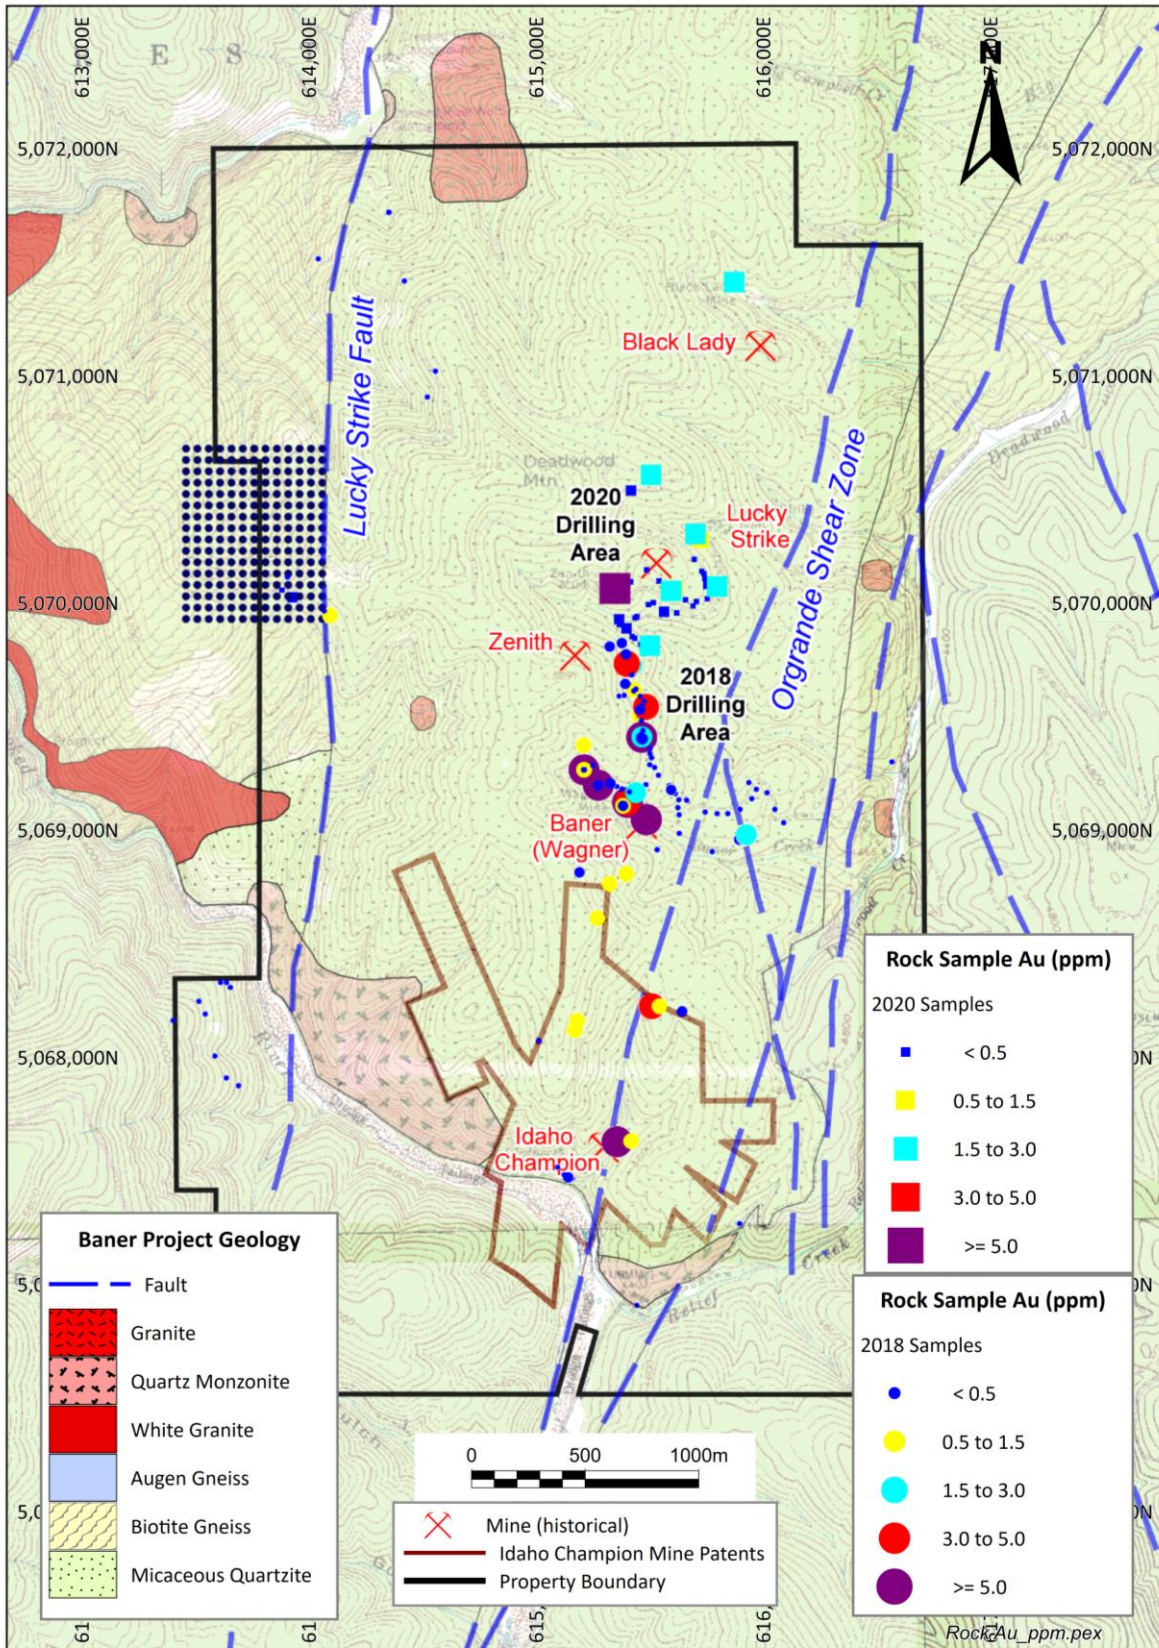 613,000E
614,000E
615,000E
616,000E
N
E S
5,072,000N
5,072,000N
Lucky Strike Fault
Black Lady
5,071,000N
5,071,000N
Deadwood
Deadwood
Mtn
2020
Drilling
Area
Lucky
Strike
Orgrande Shear Zone
5,070,000N
5,070,000N
Zenith
2018
Drilling
Area
5,069,000N
5,069,000N
Baner
(Wagner)
Creek
5,068,000N
River
Idaho
Champion
Creek
Relief
Rock Sample Au (ppm)
2020 Samples
< 0.5
0.5 to 1.5
1.5 to 3.0
3.0 to 5.0
>= 5.0
Rock Sample Au (ppm)
2018 Samples
< 0.5
0.5 to 1.5
1.5 to 3.0
3.0 to 5.0
>= 5.0
Baner Project Geology
Fault
Granite
Quartz Monzonite
White Granite
Augen Gneiss
Biotite Gneiss
Micaceous Quartzite
0 500 1000m
Mine (historical)
Idaho Champion Mine Patents
Property Boundary
Rock Au_ppm.pex